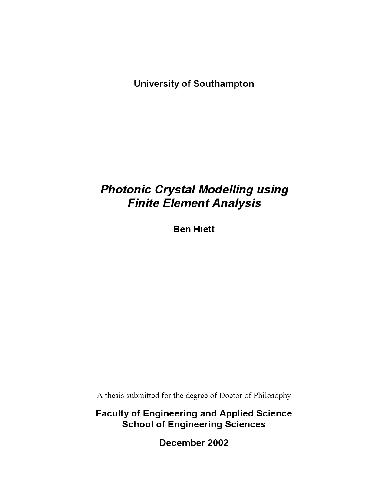 University of Southampton
Photonic Crystal Modelling using
Finite Element Analysis
Ben Hiett
A thesis submitted for the degree of Doctor of Philosophy
Faculty of Engineering and Applied Science
School of Engineering Sciences
December 2002